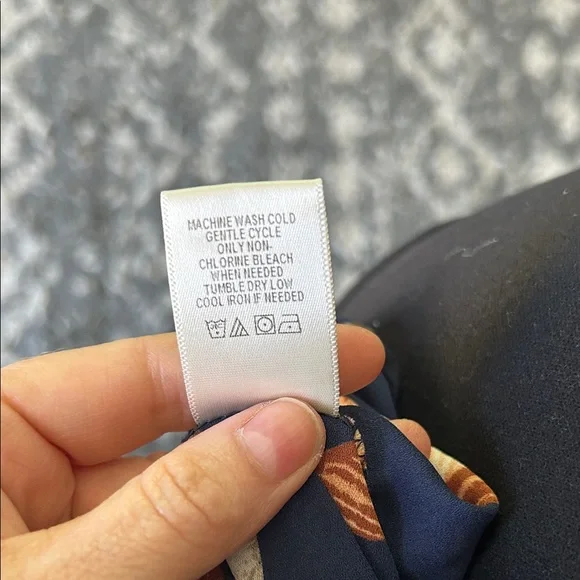 MACHINE WASH COLD
GENTLE CYCLE
ONLY NON-
CHLORINE BLEACH
WHEN NEEDED
TUMBLE DRY LOW
COOL IRON IF NEEDED